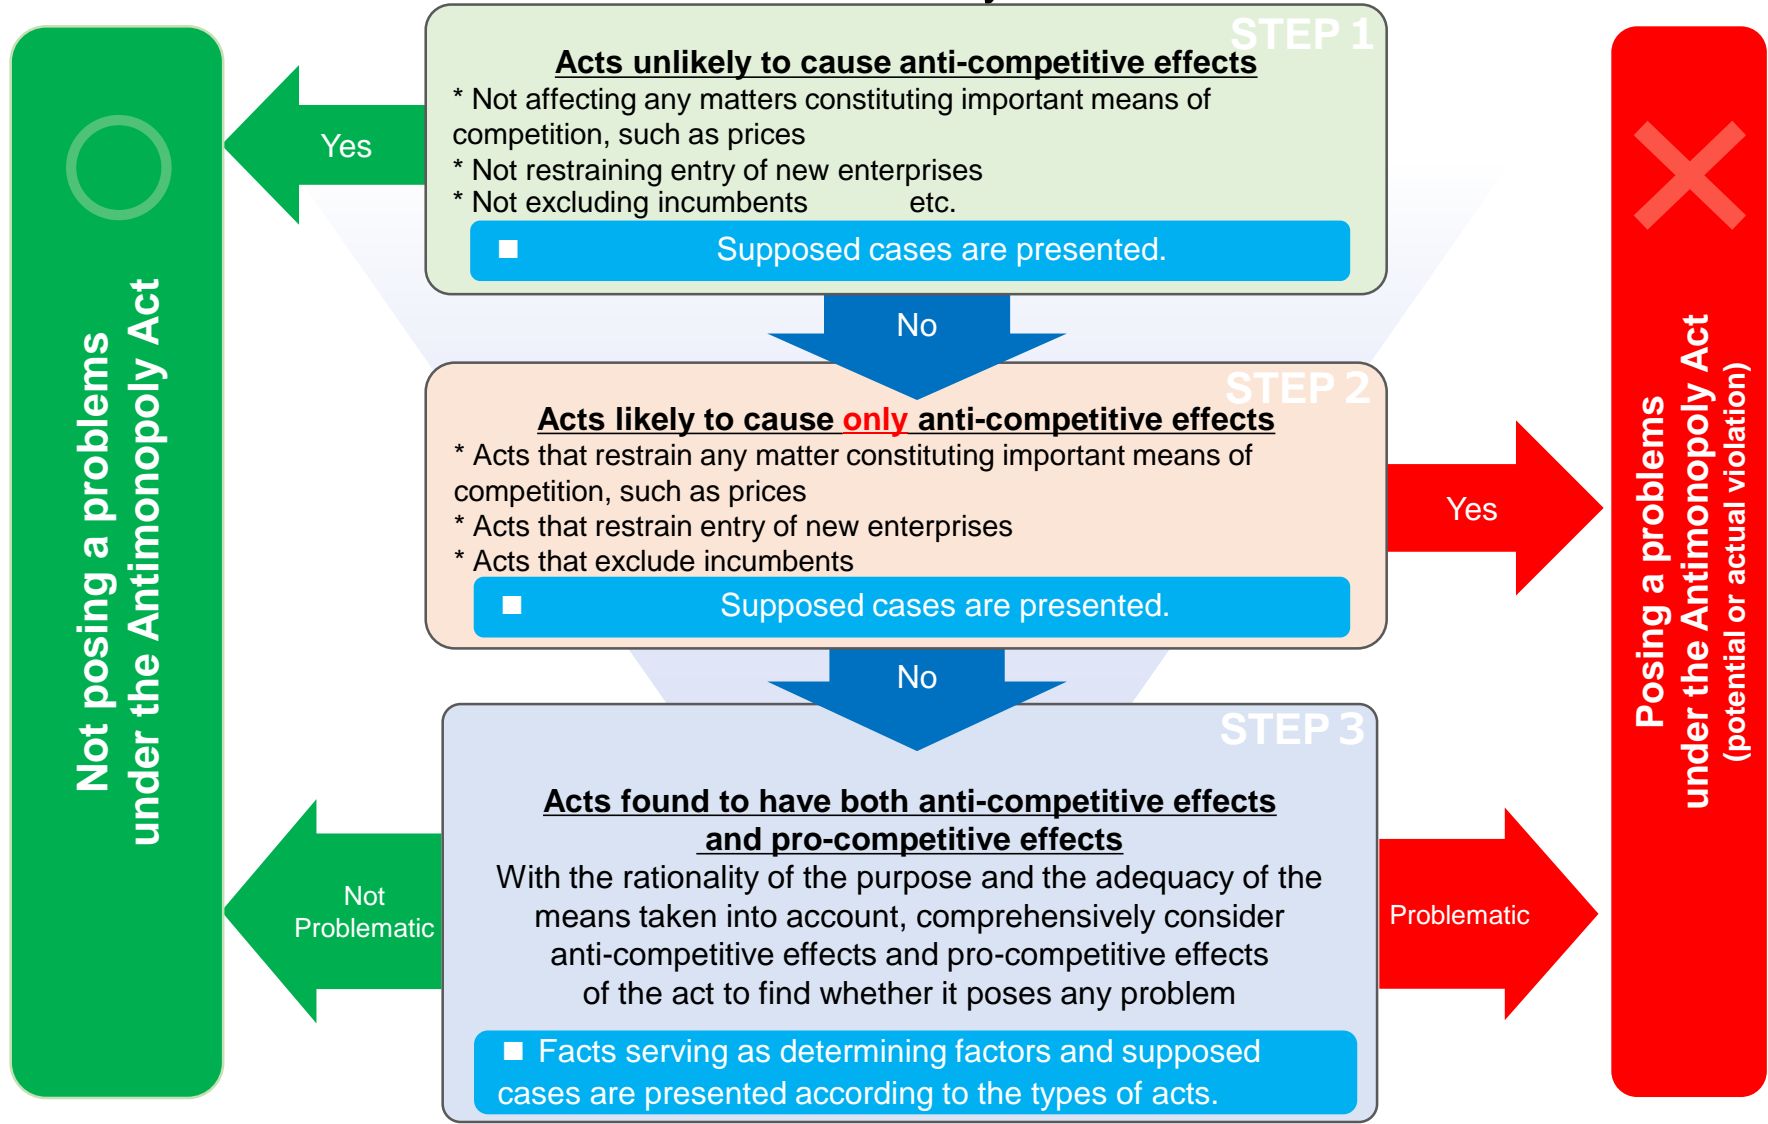 STEP 1
Acts unlikely to cause anti-competitive effects
* Not affecting any matters constituting important means of
competition, such as prices
* Not restraining entry of new enterprises
* Not excluding incumbents etc.
■ Supposed cases are presented.
Yes
No
STEP 2
Acts likely to cause only anti-competitive effects
* Acts that restrain any matter constituting important means of
competition, such as prices
* Acts that restrain entry of new enterprises
* Acts that exclude incumbents
■ Supposed cases are presented.
Yes
No
STEP 3
Acts found to have both anti-competitive effects
and pro-competitive effects
With the rationality of the purpose and the adequacy of the
means taken into account, comprehensively consider
anti-competitive effects and pro-competitive effects
of the act to find whether it poses any problem
■ Facts serving as determining factors and supposed
cases are presented according to the types of acts.
Not
Problematic
Problematic
Not posing a problems
under the Antimonopoly Act
Posing a problems
under the Antimonopoly Act
(potential or actual violation)